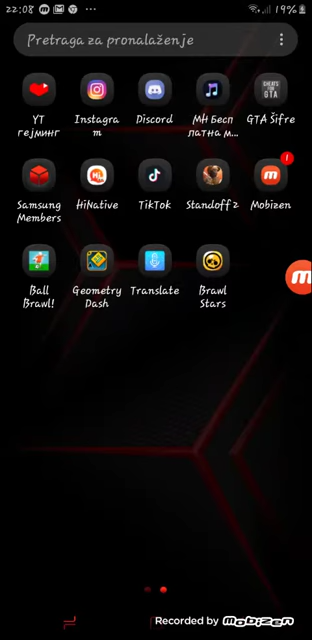 22:08 19%
Pretraga za pronalaženje
YT Instagra Discord МН Бесп GTA Šifre
гејминг m латна м...
CHEATS FOR GTA
1
Samsung HiNative TikTok Standoff 2 Mobizen
Members
Ball Geometry Translate Brawl
Brawl! Dash Stars
Recorded by mobizen